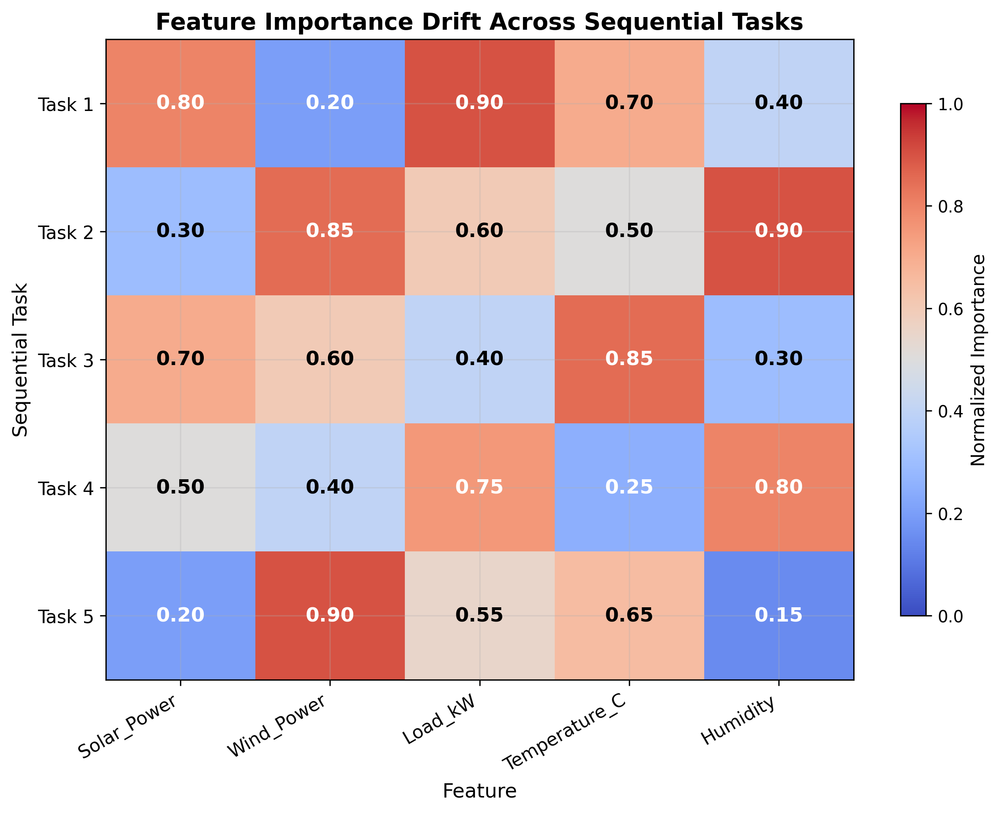 Feature Importance Drift Across Sequential Tasks
Sequential Task
Task 1
0.80 0.20 0.90 0.70 0.40
Task 2
0.30 0.85 0.60 0.50 0.90
Task 3
0.70 0.60 0.40 0.85 0.30
Task 4
0.50 0.40 0.75 0.25 0.80
Task 5
0.20 0.90 0.55 0.65 0.15
Solar_Power
Wind_Power
Load_kW
Temperature_C
Humidity
Feature
1.0
0.8
0.6
0.4
0.2
0.0
Normalized Importance